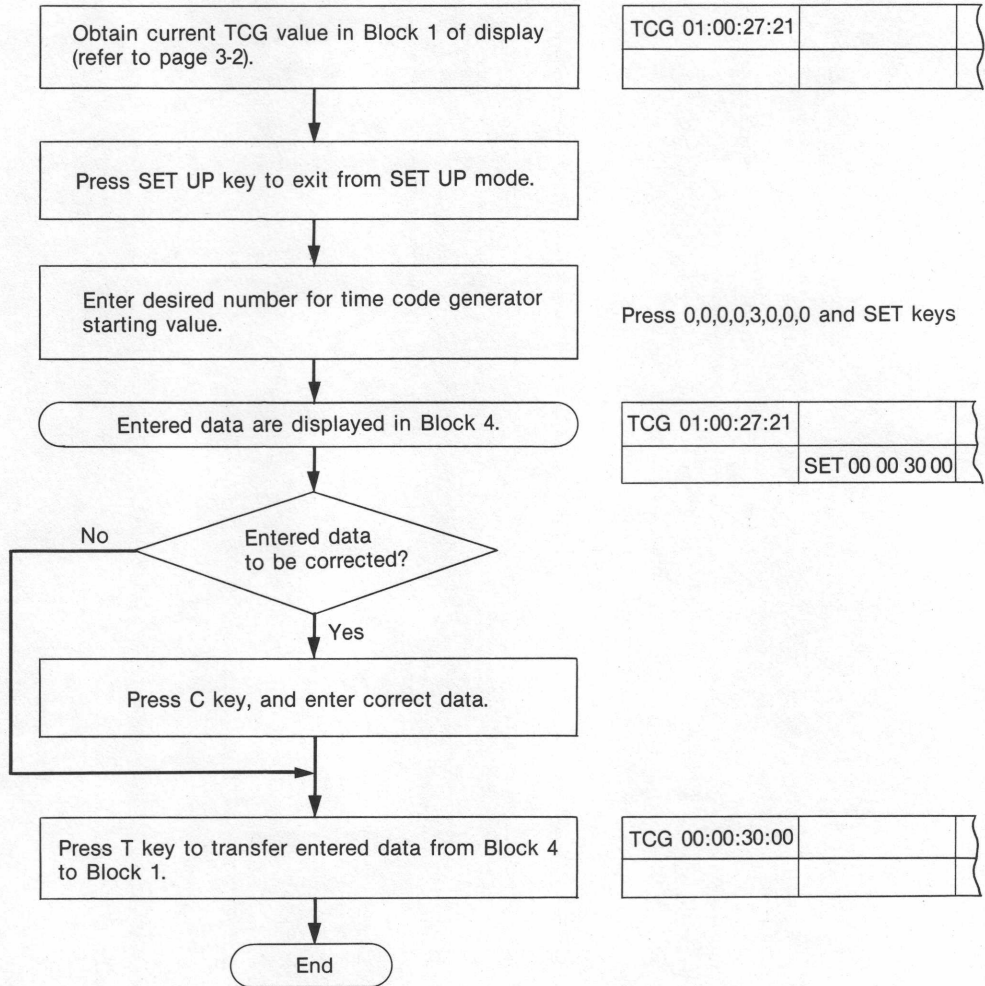 Obtain current TCG value in Block 1 of display
(refer to page 3-2).
TCG 01:00:27:21
Press SET UP key to exit from SET UP mode.
Enter desired number for time code generator
starting value.
Press 0,0,0,0,3,0,0,0 and SET keys
Entered data are displayed in Block 4.
TCG 01:00:27:21
SET 00 00 30 00
No
Entered data
to be corrected?
Yes
Press C key, and enter correct data.
Press T key to transfer entered data from Block 4
to Block 1.
TCG 00:00:30:00
End